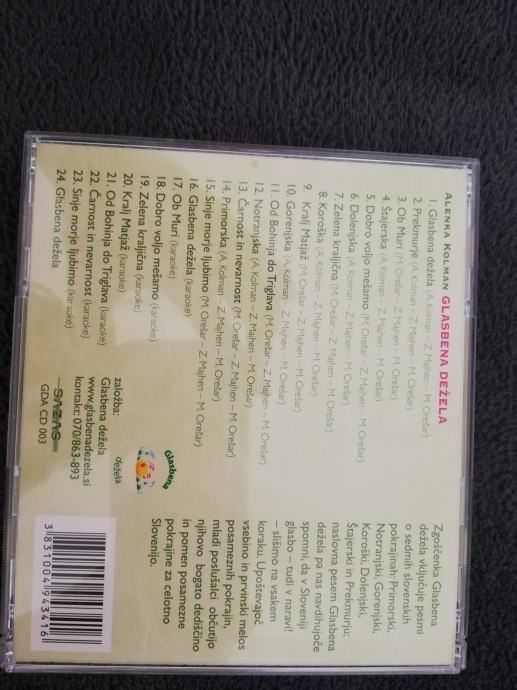 ALENKA KOLMAN GLASBENA DEŽELA
1. Glasbena dežela (A. Kolman – Z. Majhen – M. Orešar)
2. Prekmurje (A. Kolman – Z. Majhen – M. Orešar)
3. Ob Muri (M. Orešar – Z. Majhen – M. Orešar)
4. Štajerska (A. Kolman – Z. Majhen – M. Orešar)
5. Dobro voljo mešamo (M. Orešar – Z. Majhen – M. Orešar)
6. Dolenjska (A. Kolman – Z. Majhen – M. Orešar)
7. Zelena kraljična (M. Orešar – Z. Majhen – M. Orešar)
8. Koroška (A. Kolman – Z. Majhen – M. Orešar)
9. Kralj Matjaž (M. Orešar – Z. Majhen – M. Orešar)
10. Gorenjska (A. Kolman – Z. Majhen – M. Orešar)
11. Od Bohinja do Triglava (M. Orešar – Z. Majhen – M. Orešar)
12. Notranjska (A. Kolman – Z. Majhen – M. Orešar)
13. Čarnost in nevarnost (M. Orešar – Z. Majhen – M. Orešar)
14. Primorska (A. Kolman – Z. Majhen – M. Orešar)
15. Sinje morje ljubimo (M. Orešar – Z. Majhen – M. Orešar)
16. Glasbena dežela (karaoke)
17. Ob Muri (karaoke)
18. Dobro voljo mešamo (karaoke)
19. Zelena kraljična (karaoke)
20. Kralj Matjaž (karaoke)
21. Od Bohinja do Triglava (karaoke)
22. Čarnost in nevarnost (karaoke)
23. Sinje morje ljubimo (karaoke)
24. Glasbena dežela
Zgoščenka Glasbena
dežela vključuje pesmi
o sedmih slovenskih
pokrajinah: Primorski,
Notranjski, Gorenjski,
Koroški, Dolenjski,
Štajerski in Prekmurju;
naslovna pesem Glasbena
dežela pa nas navdihujoče
spomni, da v Sloveniji
glasbo – tudi v naravi!
– slišimo na vsakem
koraku. Upoštevajoč
vsebino in prvinski melos
posameznih pokrajin,
mladi poslušalci občutijo
njihovo bogato dediščino
in pomen posamezne
pokrajine za celotno
Slovenijo.
Glasbena
dežela
založba:
Glasbena dežela
www.glasbenadezela.si
kontakt: 070/863-893
SAZAS
GDA CD 003
3831004943416